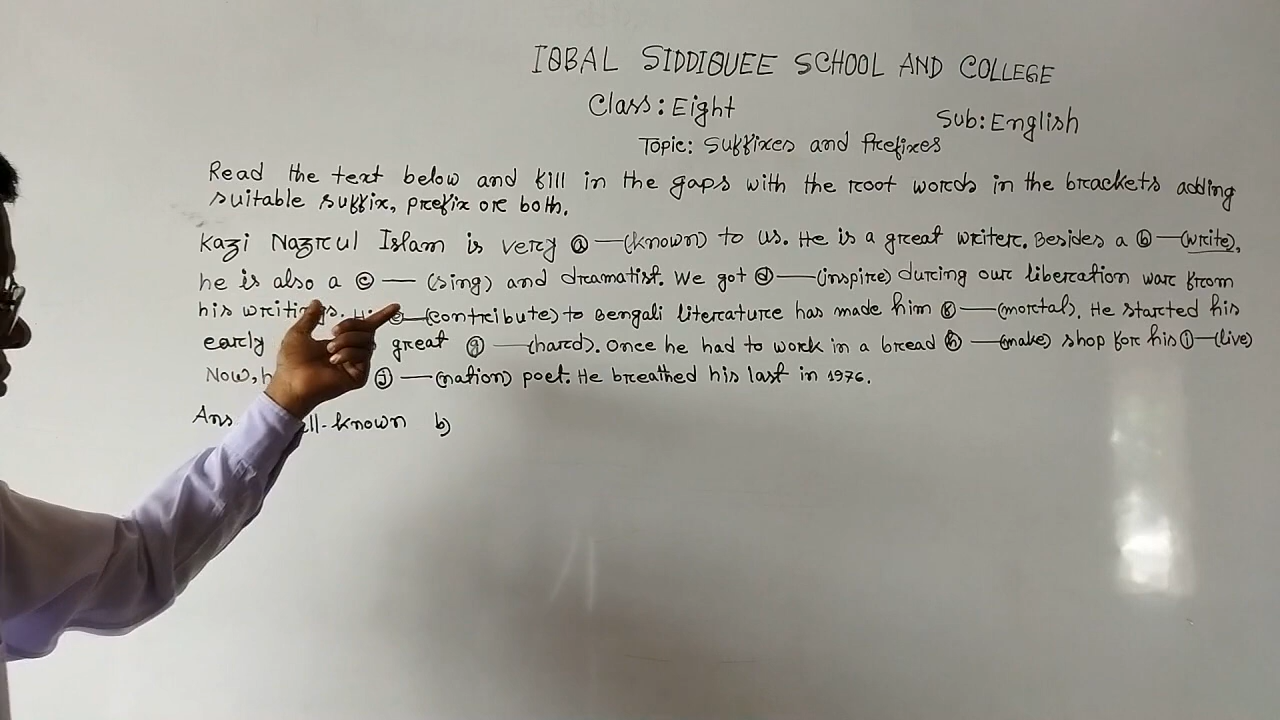 IQBAL SIDDIQUEE SCHOOL AND COLLEGE
Class: Eight
Sub: English
Topic: Suffixes and Prefixes
Read the text below and fill in the gaps with the root words in the brackets adding
suitable suffix, prefix or both.
Kazi Nazrul Islam is very ⓐ —(known) to us. He is a great writer. Besides a ⓑ —(write),
he is also a ⓒ — (sing) and dramatist. We got ⓓ —(inspire) during our liberation war from
his writings. —(contribute) to Bengali literature has made him ⓕ —(mortal). He started his
early great ⓖ —(hard). Once he had to work in a bread ⓗ —(make) shop for his ⓘ —(live)
Now, ⓙ —(nation) poet. He breathed his last in 1976.
Ans ll-known b)